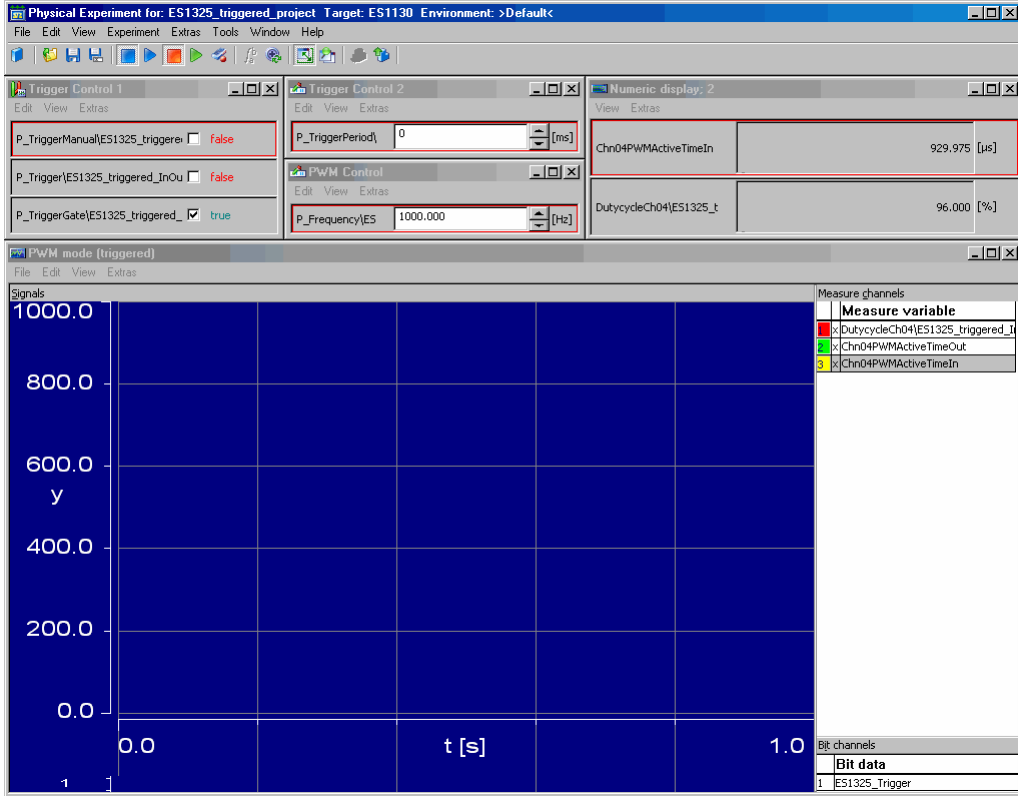 Physical Experiment for: ES1325_triggered_project Target: ES1130 Environment: >Default<
File Edit View Experiment Extras Tools Window Help
Trigger Control 1
Edit View Extras
P_TriggerManual\ES1325_triggere false
P_Trigger\ES1325_triggered_InOu false
P_TriggerGate\ES1325_triggered_ true
Trigger Control 2
Edit View Extras
P_TriggerPeriod\ 0 [ms]
PWM Control
Edit View Extras
P_Frequency\ES 1000.000 [Hz]
Numeric display; 2
View Extras
Chn04PWMActiveTimeIn 929.975 [µs]
DutycycleCh04\ES1325_t 96.000 [%]
PWM mode (triggered)
File Edit View Extras
Signals
1000.0
800.0
600.0
y
400.0
200.0
0.0
0.0 t [s] 1.0
1
Measure channels
Measure variable
1 x DutycycleCh04\ES1325_triggered_I
2 x Chn04PWMActiveTimeOut
3 x Chn04PWMActiveTimeIn
Bit channels
Bit data
1 ES1325_Trigger